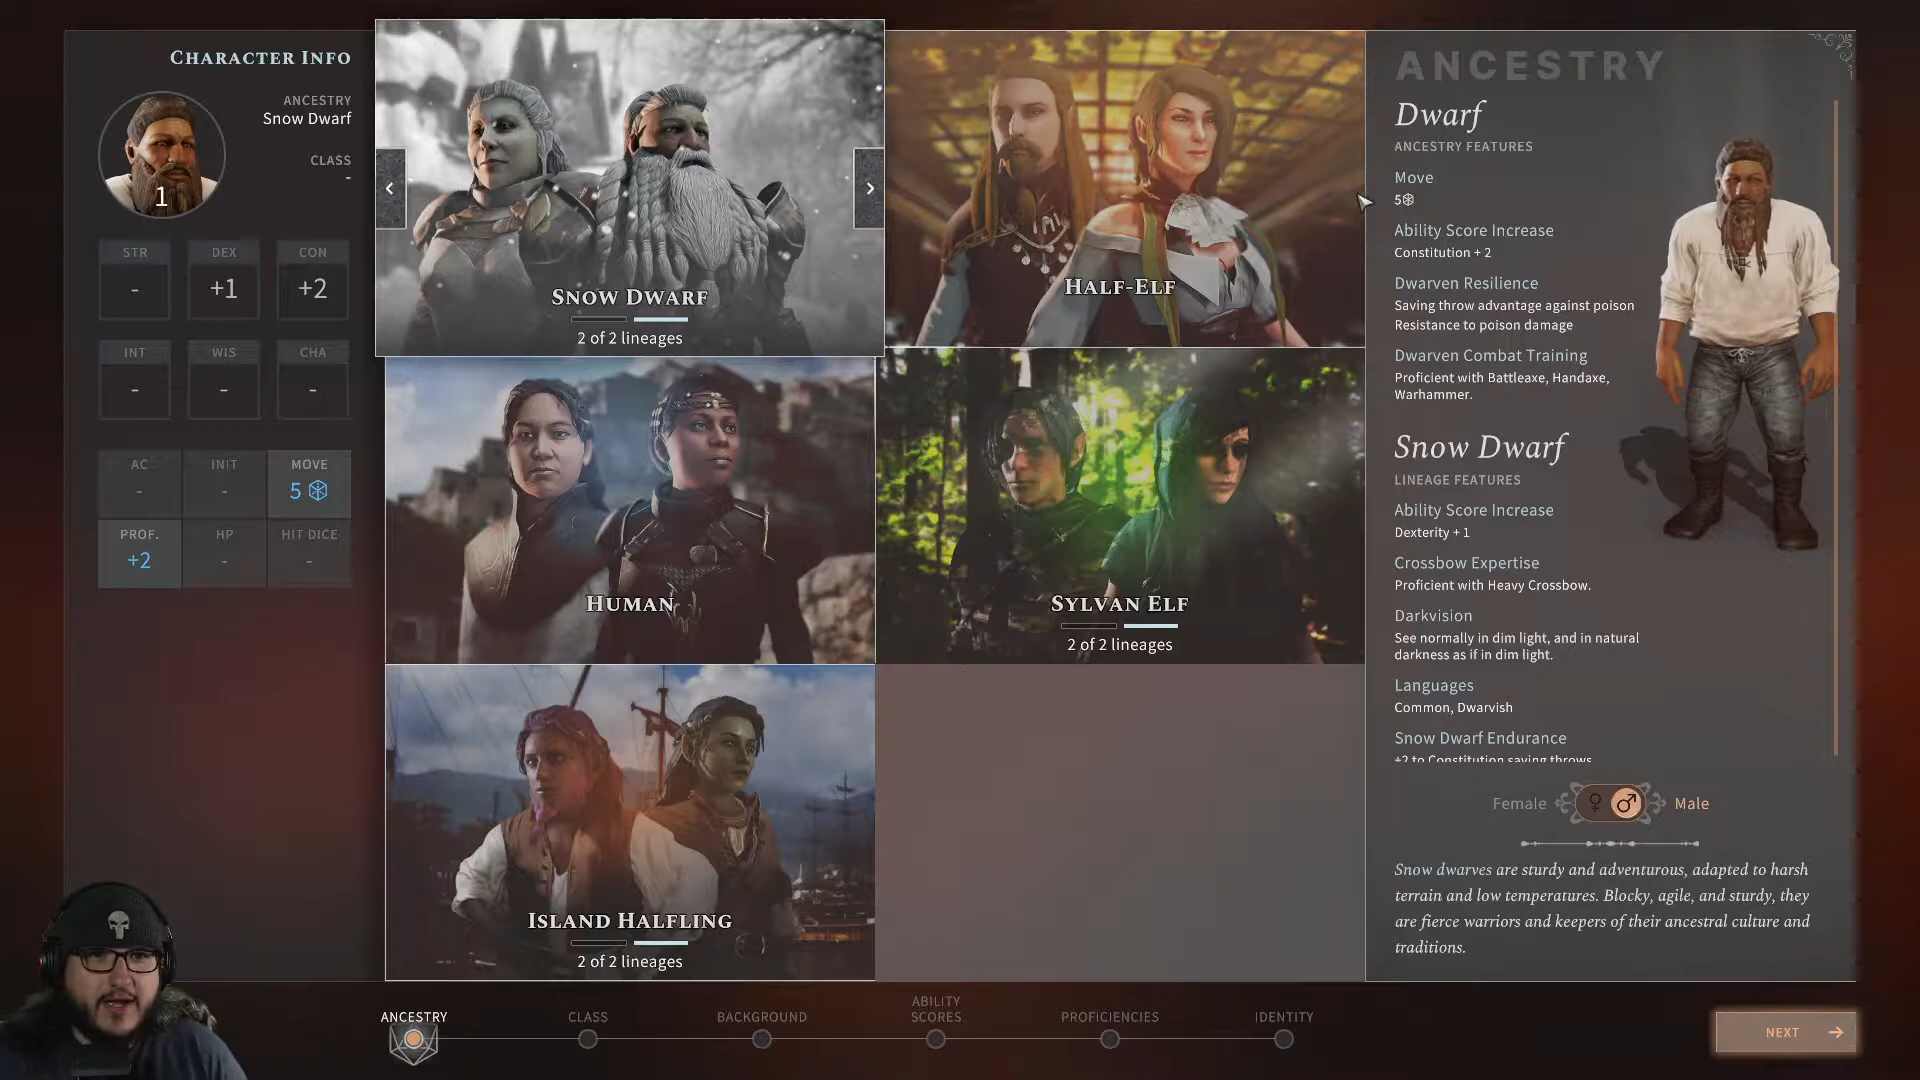 CHARACTER INFO
ANCESTRY
Snow Dwarf
CLASS
-
1
STR
DEX
CON
-
+1
+2
INT
WIS
CHA
-
-
-
AC
INIT
MOVE
-
-
5
PROF.
HP
HIT DICE
+2
-
-
SNOW DWARF
2 of 2 lineages
HALF-ELF
HUMAN
SYLVAN ELF
2 of 2 lineages
ISLAND HALFLING
2 of 2 lineages
ANCESTRY
Dwarf
ANCESTRY FEATURES
Move
5
Ability Score Increase
Constitution + 2
Dwarven Resilience
Saving throw advantage against poison
Resistance to poison damage
Dwarven Combat Training
Proficient with Battleaxe, Handaxe,
Warhammer.
Snow Dwarf
LINEAGE FEATURES
Ability Score Increase
Dexterity + 1
Crossbow Expertise
Proficient with Heavy Crossbow.
Darkvision
See normally in dim light, and in natural
darkness as if in dim light.
Languages
Common, Dwarvish
Snow Dwarf Endurance
+2 to Constitution saving throws
Female
Male
Snow dwarves are sturdy and adventurous, adapted to harsh
terrain and low temperatures. Blocky, agile, and sturdy, they
are fierce warriors and keepers of their ancestral culture and
traditions.
ANCESTRY
CLASS
BACKGROUND
ABILITY
SCORES
PROFICIENCIES
IDENTITY
NEXT